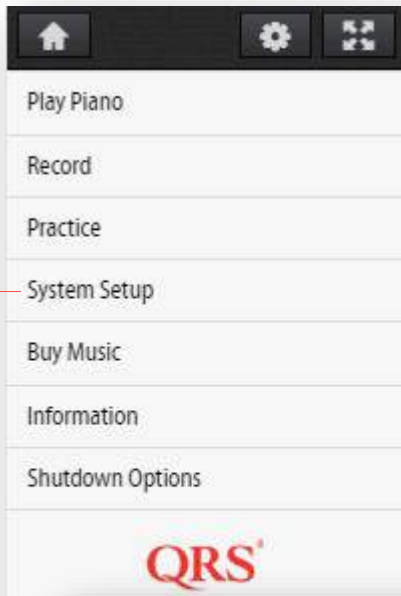 Play Piano
Record
Practice
System Setup
Buy Music
Information
Shutdown Options
QRS®